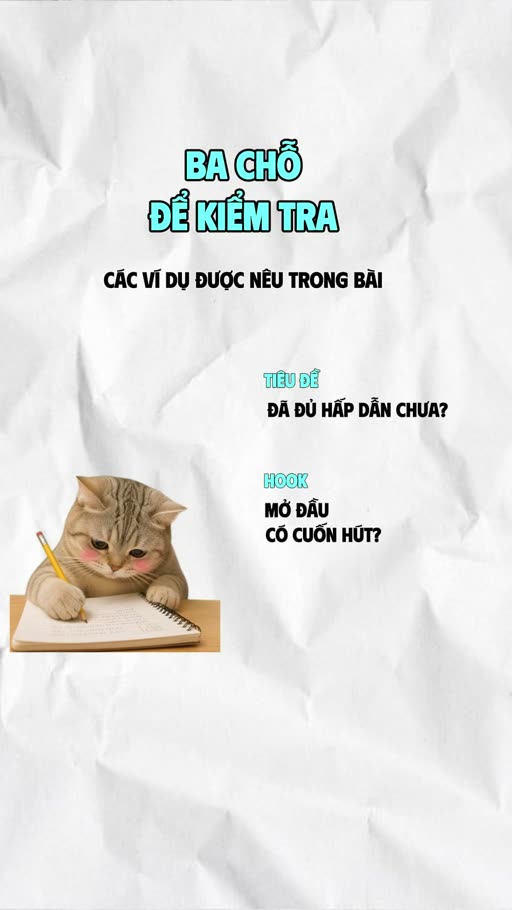 BA CHỖ
ĐỂ KIỂM TRA
CÁC VÍ DỤ ĐƯỢC NÊU TRONG BÀI
TIÊU ĐỀ
ĐÃ ĐỦ HẤP DẪN CHƯA?
HOOK
MỞ ĐẦU
CÓ CUỐN HÚT?